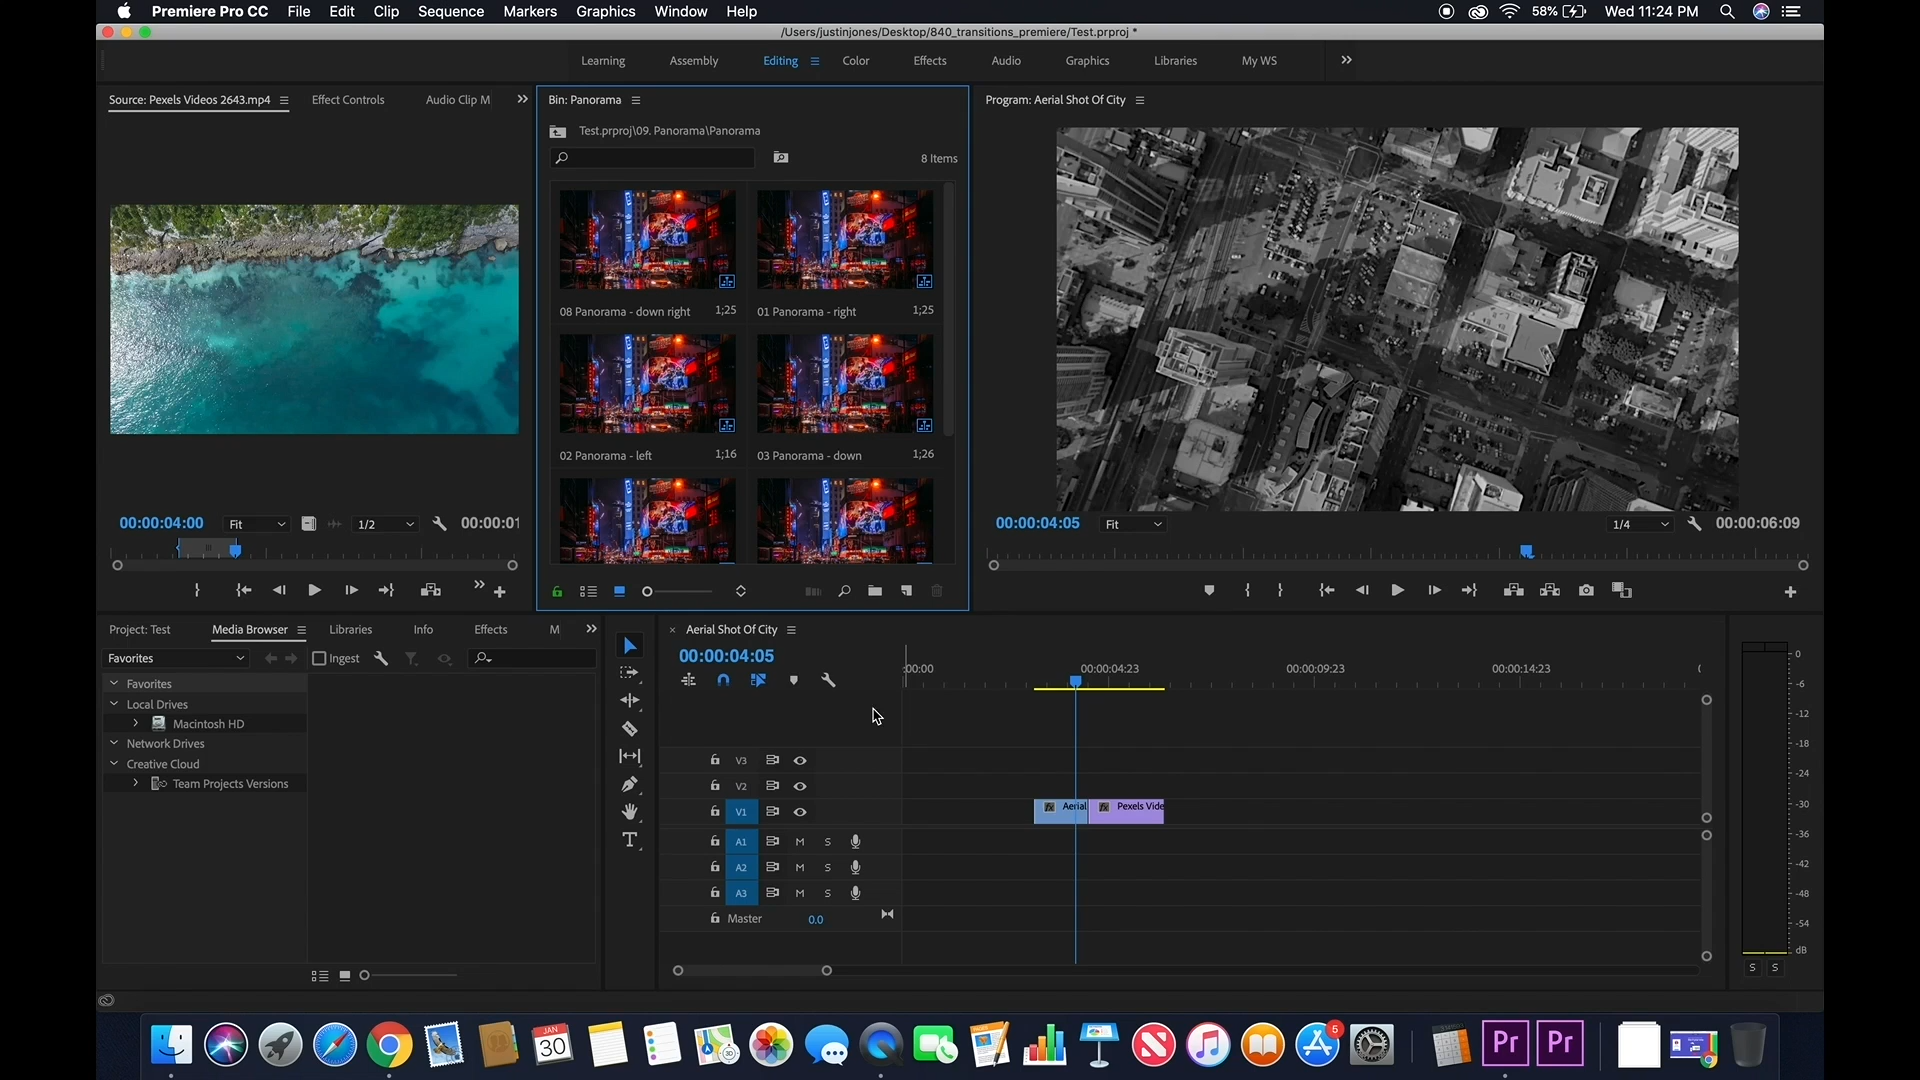 Premiere Pro CC File Edit Clip Sequence Markers Graphics Window Help 58% Wed 11:24 PM
/Users/justinjones/Desktop/840_transitions_premiere/Test.prproj *
Learning Assembly Editing Color Effects Audio Graphics Libraries My WS
Source: Pexels Videos 2643.mp4 Effect Controls Audio Clip M
Bin: Panorama
Program: Aerial Shot Of City
Test.prproj\09. Panorama\Panorama
8 Items
08 Panorama - down right 1;25
01 Panorama - right 1;25
02 Panorama - left 1;16
03 Panorama - down 1;26
00:00:04:00 Fit 1/2 00:00:01
00:00:04:05 Fit 1/4 00:00:06:09
Project: Test Media Browser Libraries Info Effects M
Favorites Ingest
Favorites
Local Drives
Macintosh HD
Network Drives
Creative Cloud
Team Projects Versions
Aerial Shot Of City
00:00:04:05
:00:00 00:00:04:23 00:00:09:23 00:00:14:23
V3
V2
V1 fx Aerial fx Pexels Vide
A1 M S
A2 M S
A3 M S
Master 0.0
0
-6
-12
-18
-24
-30
-36
-42
-48
-54
dB
S S
JAN
30
3D
5
Pr Pr